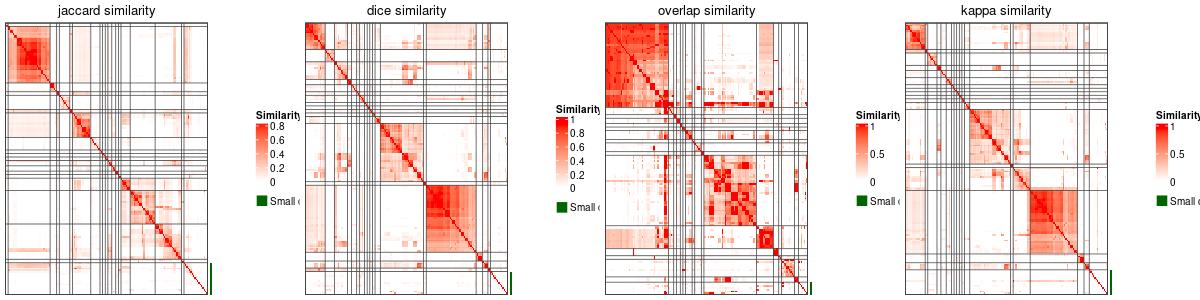 jaccard similarity
dice similarity
overlap similarity
kappa similarity
Similarity
0.8
0.6
0.4
0.2
0
Small c
Similarity
1
0.8
0.6
0.4
0.2
0
Small c
Similarity
1
0.5
0
Small c
Similarity
1
0.5
0
Small c